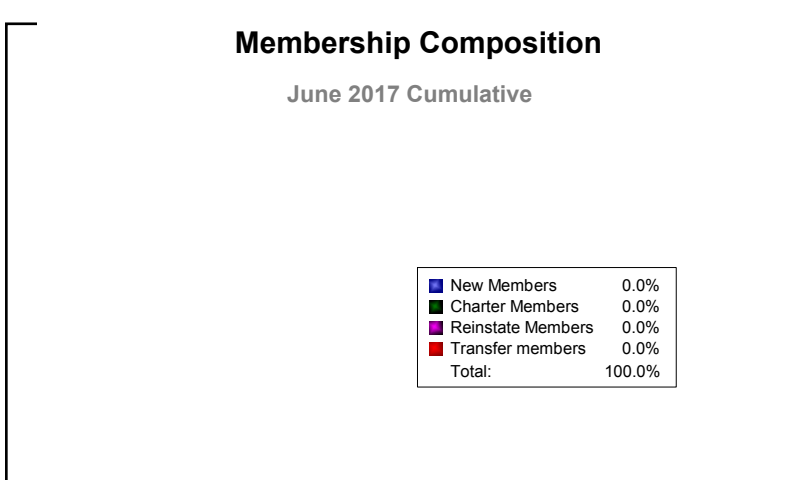 Membership Composition
June 2017 Cumulative
New Members 0.0%
Charter Members 0.0%
Reinstate Members 0.0%
Transfer members 0.0%
Total: 100.0%